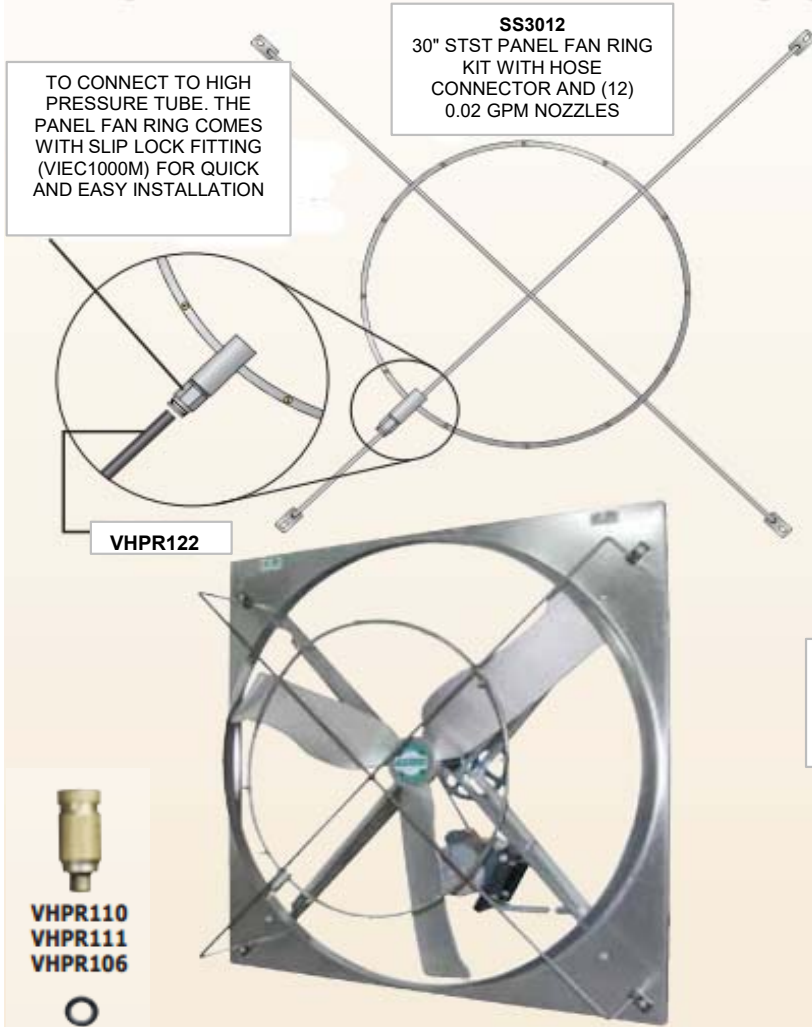 SS3012
30" STST PANEL FAN RING
KIT WITH HOSE
CONNECTOR AND (12)
0.02 GPM NOZZLES
TO CONNECT TO HIGH
PRESSURE TUBE. THE
PANEL FAN RING COMES
WITH SLIP LOCK FITTING
(VIEC1000M) FOR QUICK
AND EASY INSTALLATION
VHPR122
VHPR110
VHPR111
VHPR106